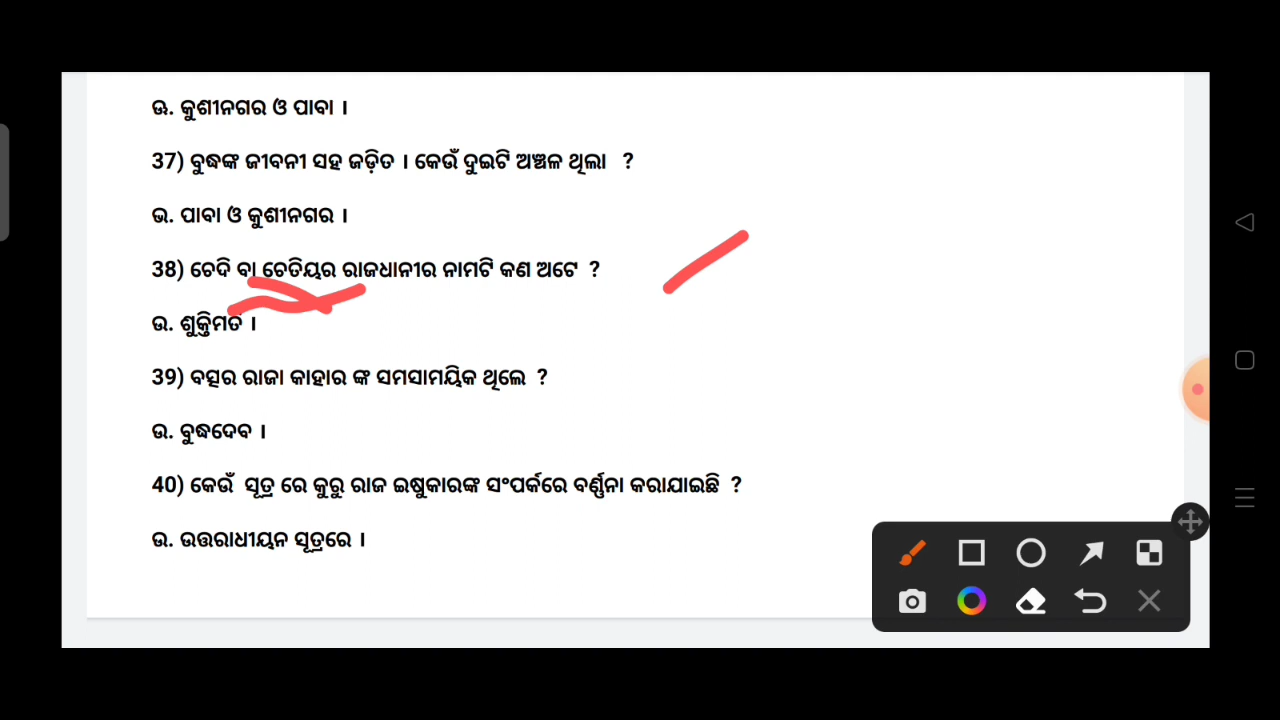 ଊ. କୁଶୀନଗର ଓ ପାବା ।
37) ବୁଦ୍ଧଙ୍କ ଜୀବନୀ ସହ ଜଡ଼ିତ । କେଉଁ ଦୁଇଟି ଅଞ୍ଚଳ ଥିଲା ?
ଭ. ପାବା ଓ କୁଶୀନଗର ।
38) ଚେଦି ବା ଚେତିୟର ରାଜଧାନୀର ନାମଟି କଣ ଅଟେ ?
ଉ. ଶୁକ୍ତିମତୀ ।
39) ବତ୍ସର ରାଜା କାହାର ଙ୍କ ସମସାମୟିକ ଥିଲେ ?
ଉ. ବୁଦ୍ଧଦେବ ।
40) କେଉଁ ସୂତ୍ର ରେ କୁରୁ ରାଜ ଇଷୁକାରଙ୍କ ସଂପର୍କରେ ବର୍ଣ୍ଣନା କରାଯାଇଛି ?
ଉ. ଉତ୍ତରାଧୀୟନ ସୂତ୍ରରେ ।